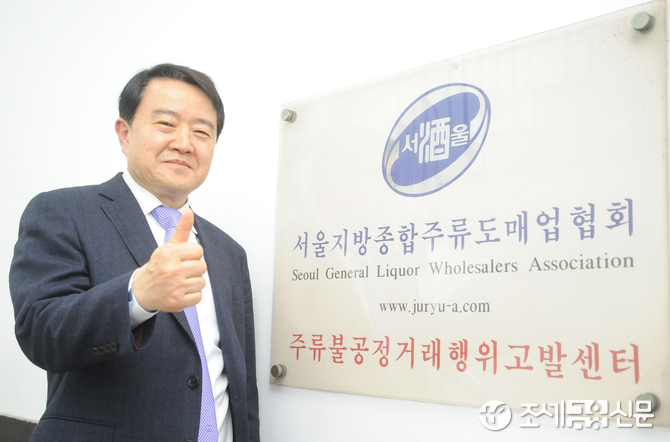 서酒울
서울지방종합주류도매업협회
Seoul General Liquor Wholesalers Association
www.juryu-a.com
주류불공정거래행위고발센터
조세금융신문